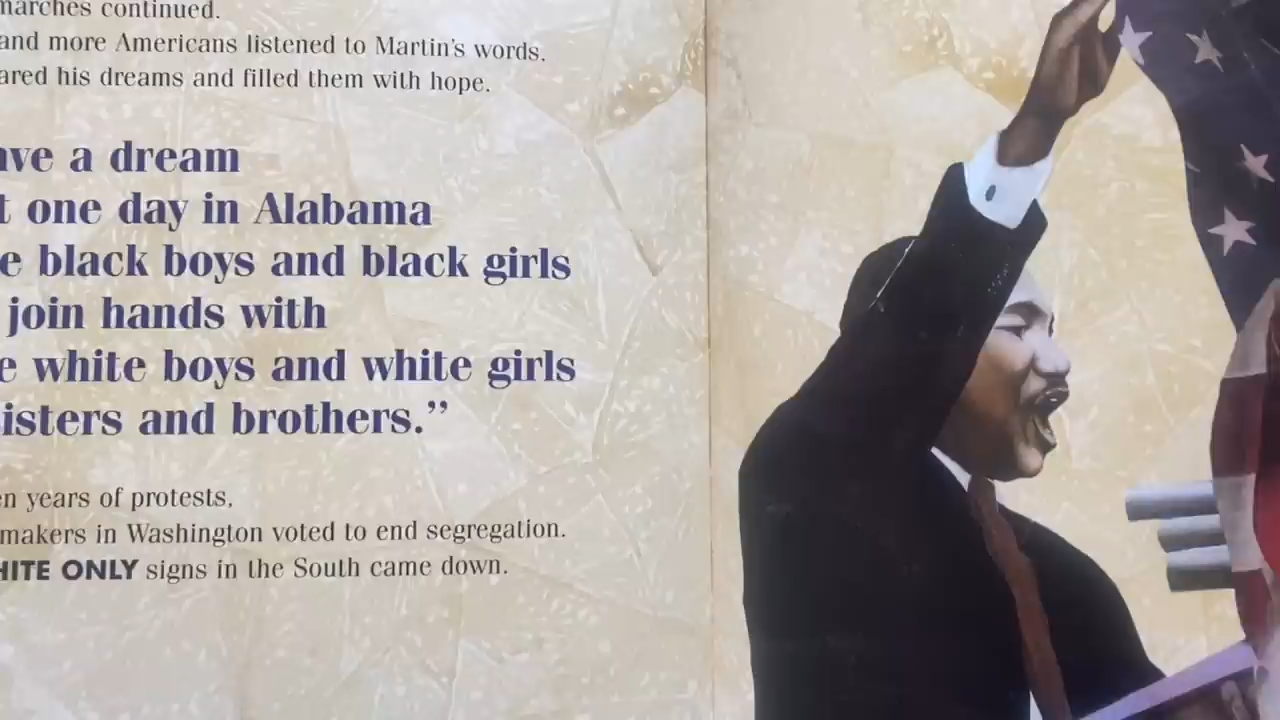 marches continued.
and more Americans listened to Martin's words.
ared his dreams and filled them with hope.
ave a dream
t one day in Alabama
e black boys and black girls
join hands with
e white boys and white girls
isters and brothers.”
en years of protests,
makers in Washington voted to end segregation.
HITE ONLY signs in the South came down.